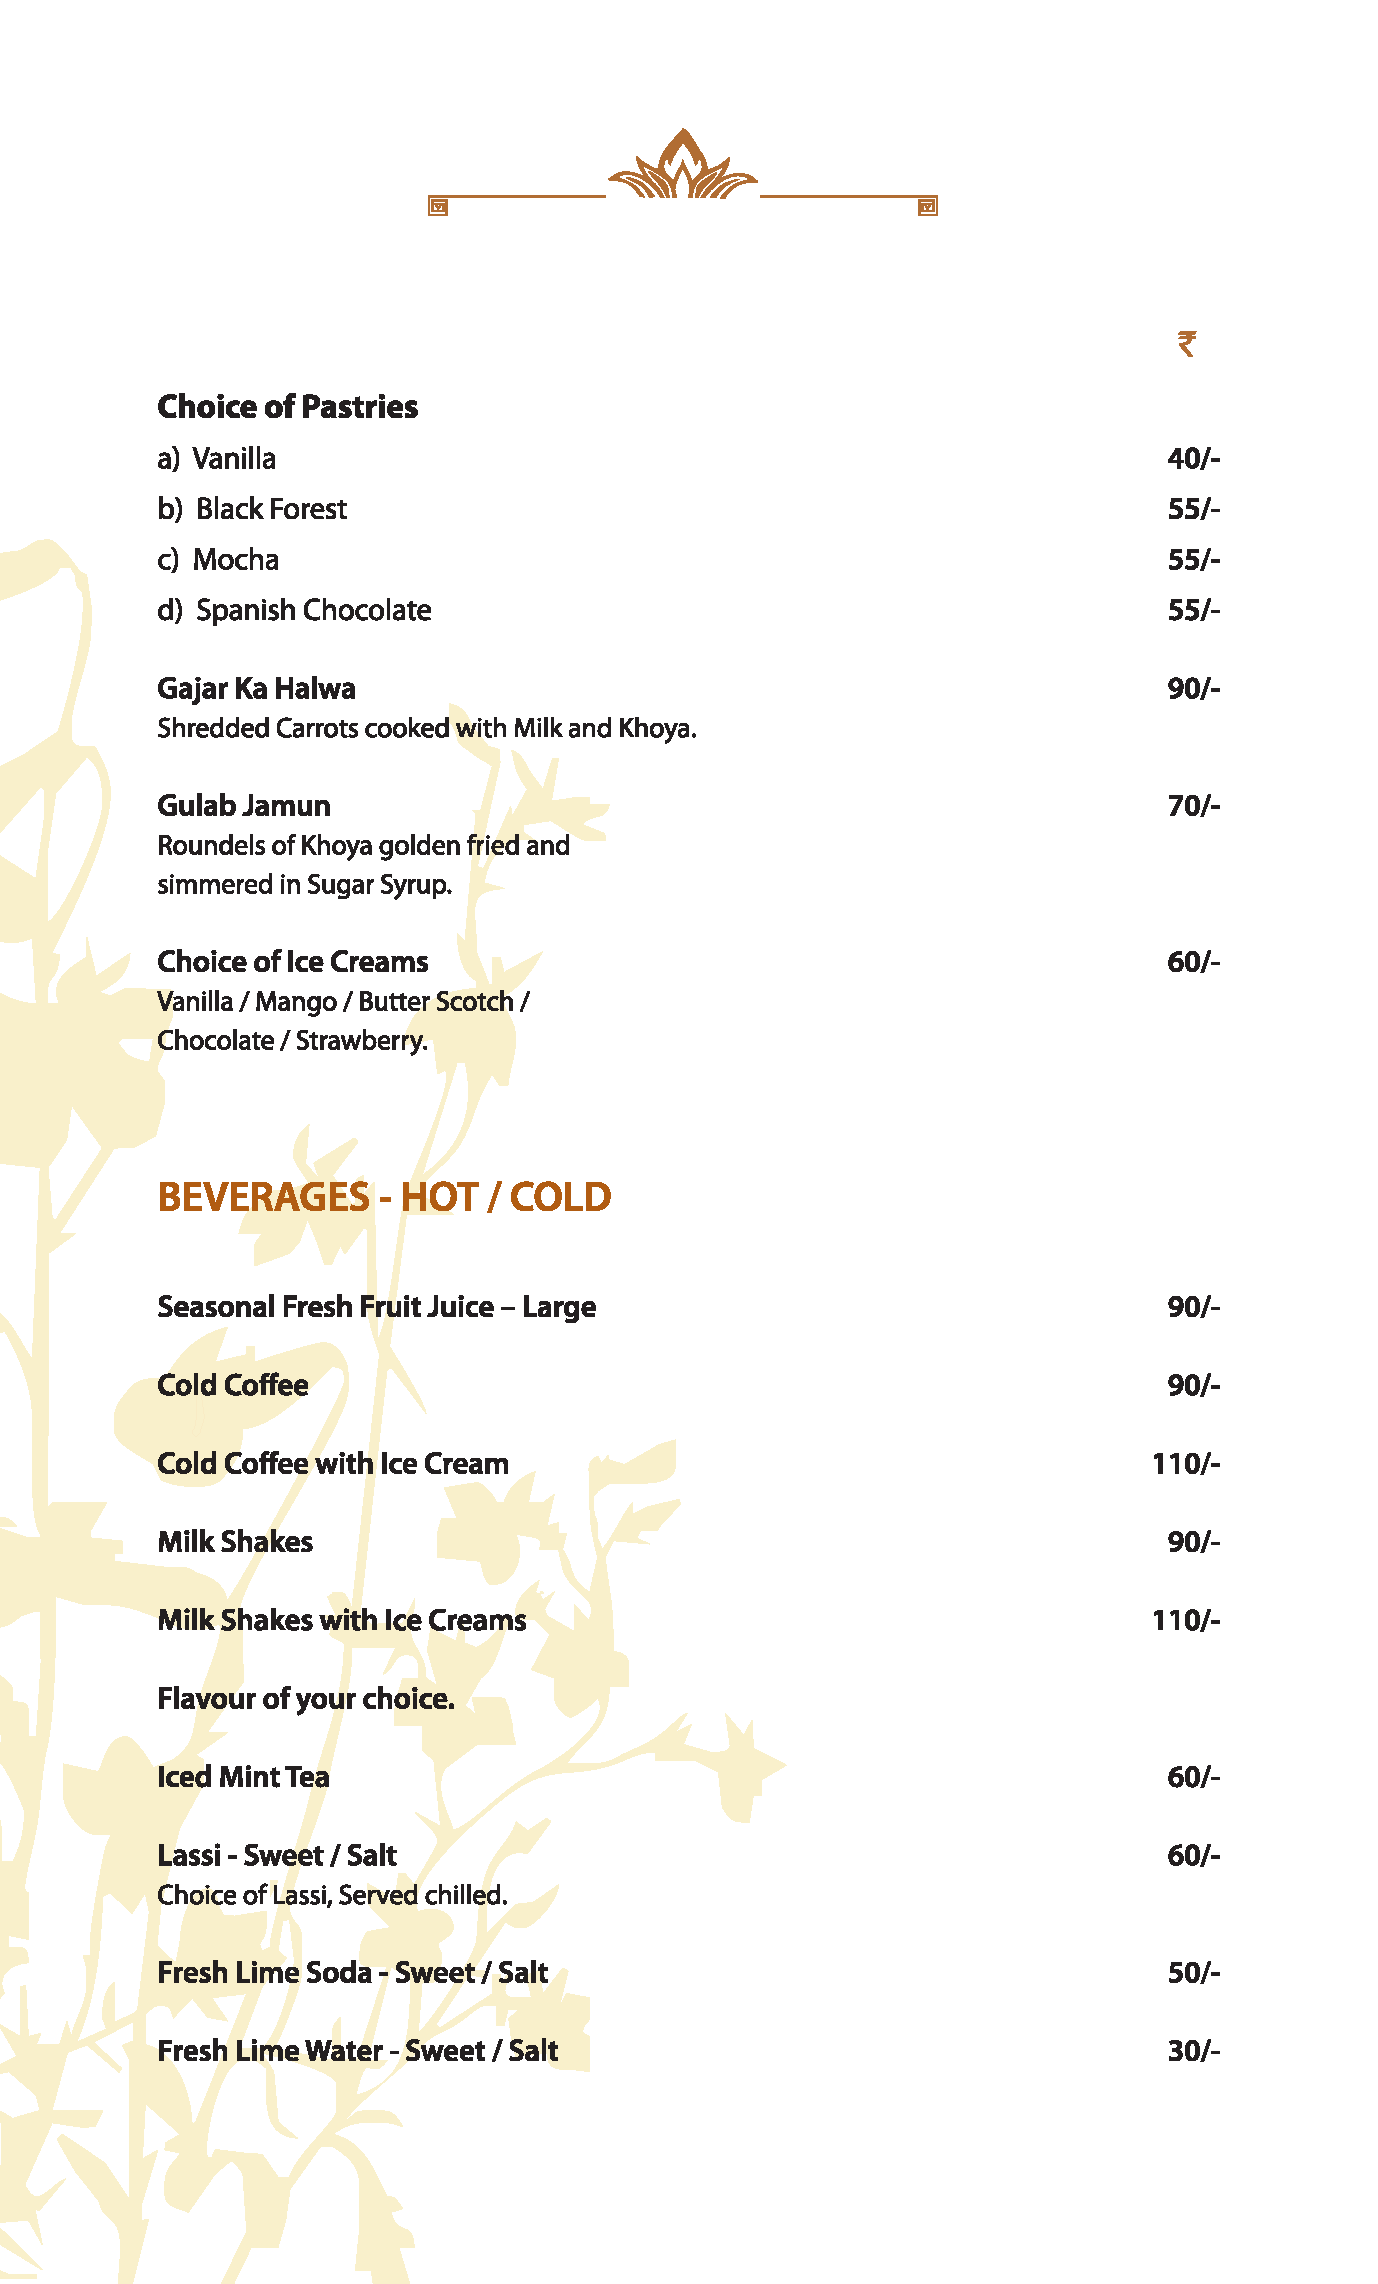 ₹
Choice of Pastries
a) Vanilla 40/-
b) Black Forest 55/-
c) Mocha 55/-
d) Spanish Chocolate 55/-
Gajar Ka Halwa 90/-
Shredded Carrots cooked with Milk and Khoya.
Gulab Jamun 70/-
Roundels of Khoya golden fried and
simmered in Sugar Syrup.
Choice of Ice Creams 60/-
Vanilla / Mango / Butter Scotch /
Chocolate / Strawberry.
BEVERAGES - HOT / COLD
Seasonal Fresh Fruit Juice – Large 90/-
Cold Coffee 90/-
Cold Coffee with Ice Cream 110/-
Milk Shakes 90/-
Milk Shakes with Ice Creams 110/-
Flavour of your choice.
Iced Mint Tea 60/-
Lassi - Sweet / Salt 60/-
Choice of Lassi, Served chilled.
Fresh Lime Soda - Sweet / Salt 50/-
Fresh Lime Water - Sweet / Salt 30/-